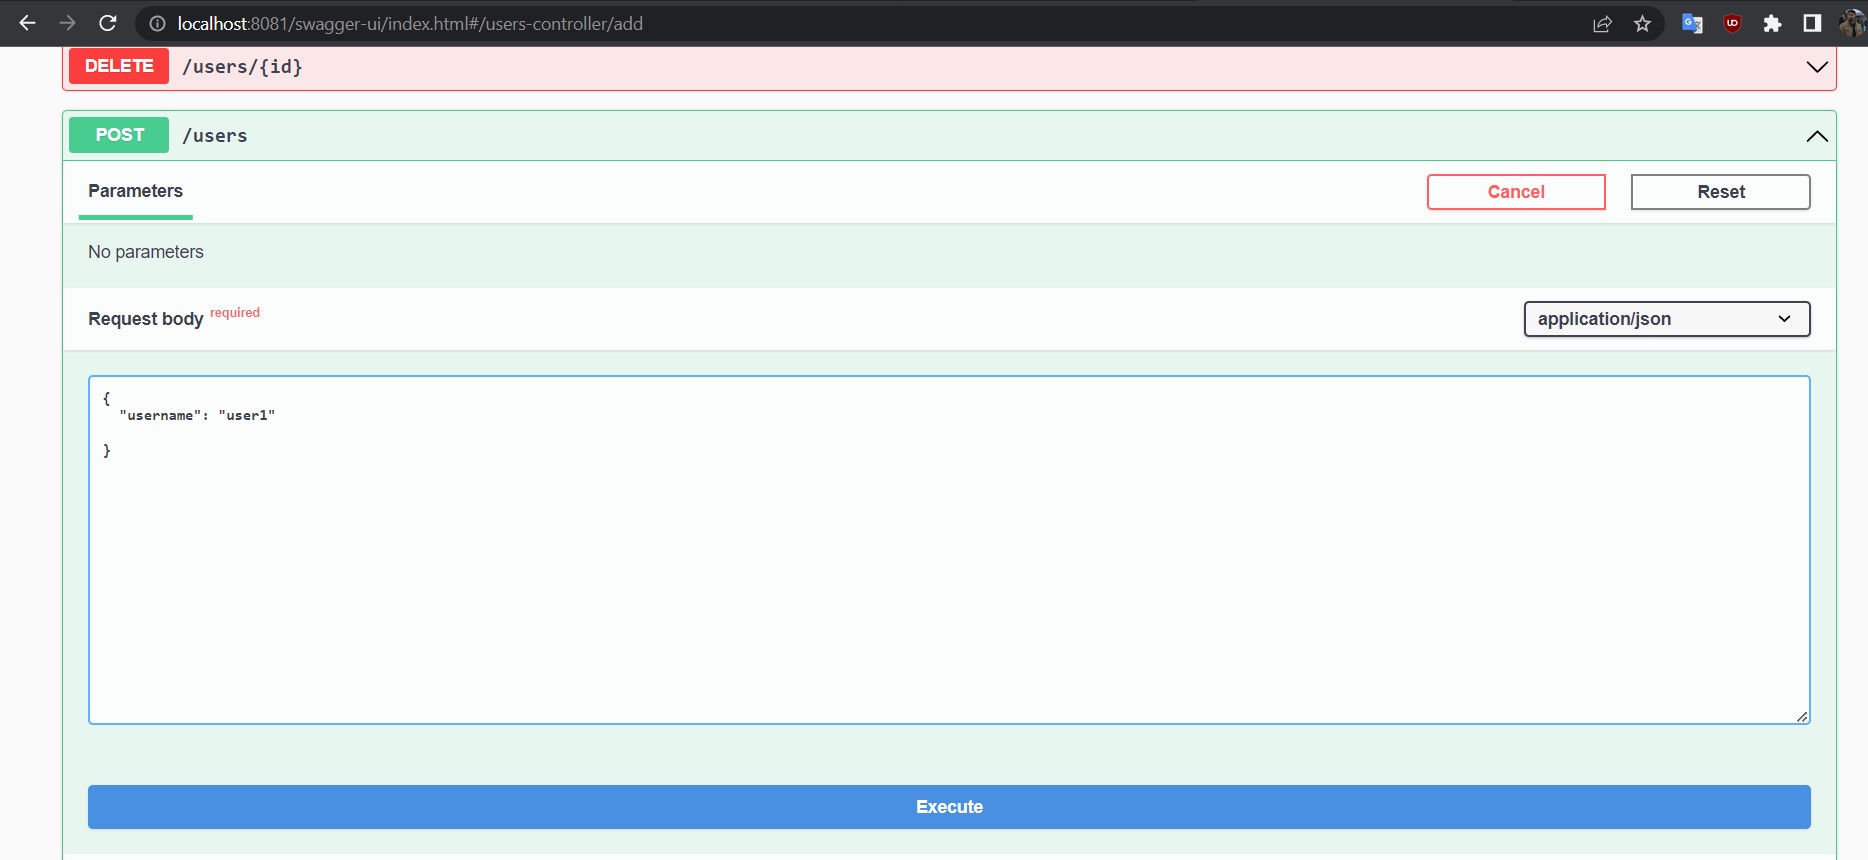 localhost:8081/swagger-ui/index.html#/users-controller/add
DELETE /users/{id}
POST /users
Parameters
Cancel
Reset
No parameters
Request body required
application/json
{
"username": "user1"
}
Execute